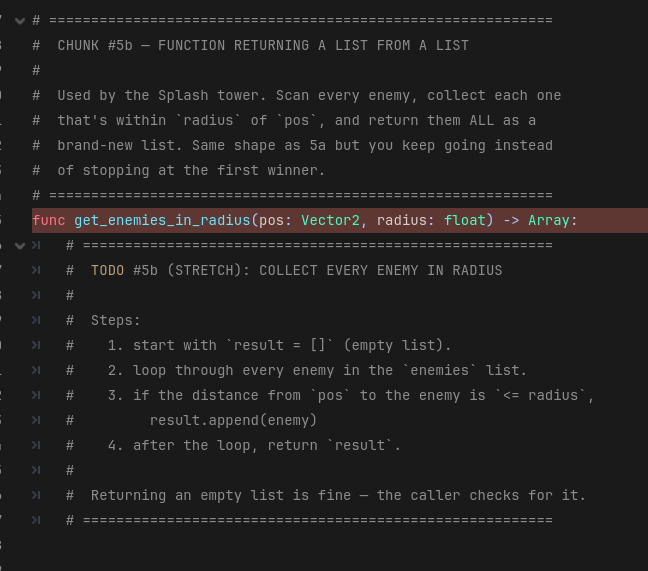 # ============================================================
#  CHUNK #5b — FUNCTION RETURNING A LIST FROM A LIST
#
#  Used by the Splash tower. Scan every enemy, collect each one
#  that's within `radius` of `pos`, and return them ALL as a
#  brand-new list. Same shape as 5a but you keep going instead
#  of stopping at the first winner.
# ============================================================
func get_enemies_in_radius(pos: Vector2, radius: float) -> Array:
    # ========================================================
    #  TODO #5b (STRETCH): COLLECT EVERY ENEMY IN RADIUS
    #
    #  Steps:
    #    1. start with `result = []` (empty list).
    #    2. loop through every enemy in the `enemies` list.
    #    3. if the distance from `pos` to the enemy is `<= radius`,
    #         result.append(enemy)
    #    4. after the loop, return `result`.
    #
    #  Returning an empty list is fine — the caller checks for it.
    # ========================================================